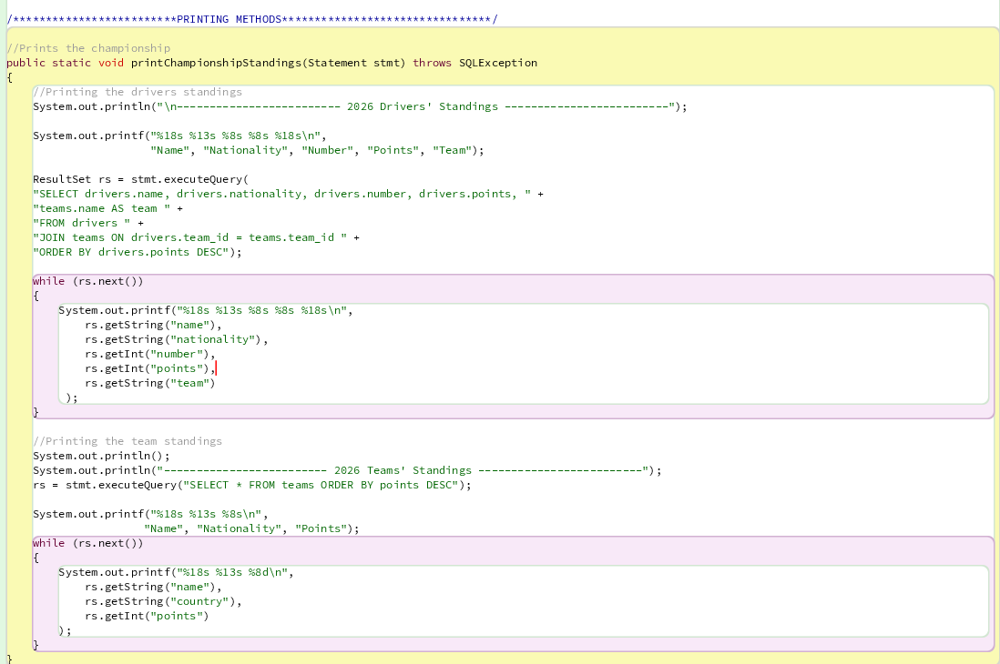 /*************************PRINTING METHODS********************************/
//Prints the championship
public static void printChampionshipStandings(Statement stmt) throws SQLException
{
//Printing the drivers standings
System.out.println("\n------------------------- 2026 Drivers' Standings -------------------------");
System.out.printf("%18s %13s %8s %8s %18s\n",
"Name", "Nationality", "Number", "Points", "Team");
ResultSet rs = stmt.executeQuery(
"SELECT drivers.name, drivers.nationality, drivers.number, drivers.points, " +
"teams.name AS team " +
"FROM drivers " +
"JOIN teams ON drivers.team_id = teams.team_id " +
"ORDER BY drivers.points DESC");
while (rs.next())
{
System.out.printf("%18s %13s %8s %8s %18s\n",
rs.getString("name"),
rs.getString("nationality"),
rs.getInt("number"),
rs.getInt("points"),
rs.getString("team")
);
}
//Printing the team standings
System.out.println();
System.out.println("------------------------- 2026 Teams' Standings -------------------------");
rs = stmt.executeQuery("SELECT * FROM teams ORDER BY points DESC");
System.out.printf("%18s %13s %8s\n",
"Name", "Nationality", "Points");
while (rs.next())
{
System.out.printf("%18s %13s %8d\n",
rs.getString("name"),
rs.getString("country"),
rs.getInt("points")
);
}
}